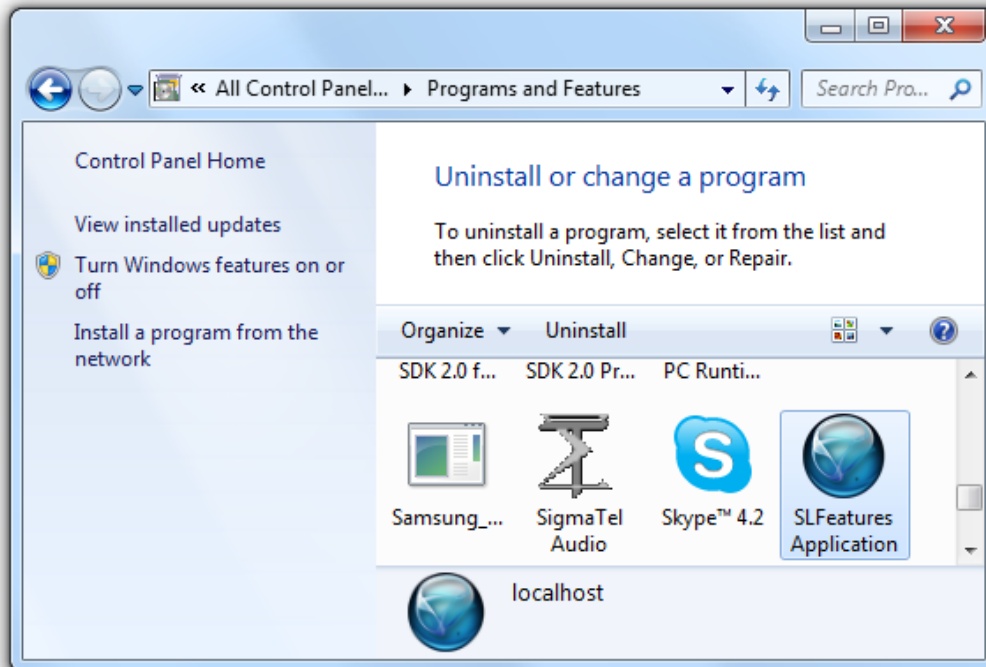 « All Control Panel... ▸ Programs and Features
Search Pro...
Control Panel Home
View installed updates
Turn Windows features on or
off
Install a program from the
network
Uninstall or change a program
To uninstall a program, select it from the list and
then click Uninstall, Change, or Repair.
Organize Uninstall
SDK 2.0 f... SDK 2.0 Pr... PC Runti...
Samsung_... SigmaTel Audio Skype™ 4.2 SLFeatures Application
localhost